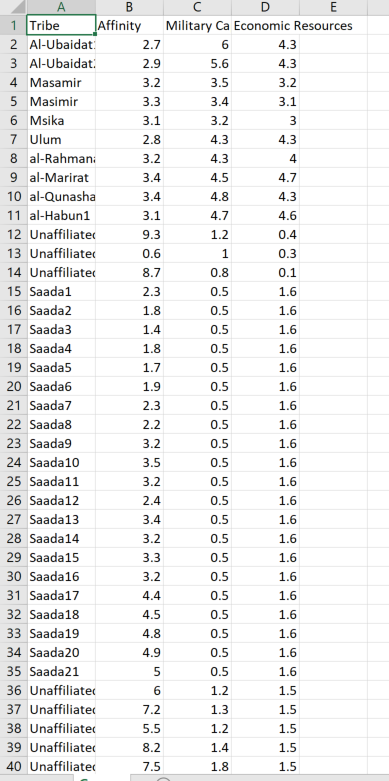 A B C D E
1 Tribe Affinity Military Ca Economic Resources
2 Al-Ubaidat 2.7 6 4.3
3 Al-Ubaidat 2.9 5.6 4.3
4 Masamir 3.2 3.5 3.2
5 Masimir 3.3 3.4 3.1
6 Msika 3.1 3.2 3
7 Ulum 2.8 4.3 4.3
8 al-Rahmana 3.2 4.3 4
9 al-Marirat 3.4 4.5 4.7
10 al-Qunasha 3.4 4.8 4.3
11 al-Habun1 3.1 4.7 4.6
12 Unaffiliated 9.3 1.2 0.4
13 Unaffiliated 0.6 1 0.3
14 Unaffiliated 8.7 0.8 0.1
15 Saada1 2.3 0.5 1.6
16 Saada2 1.8 0.5 1.6
17 Saada3 1.4 0.5 1.6
18 Saada4 1.8 0.5 1.6
19 Saada5 1.7 0.5 1.6
20 Saada6 1.9 0.5 1.6
21 Saada7 2.3 0.5 1.6
22 Saada8 2.2 0.5 1.6
23 Saada9 3.2 0.5 1.6
24 Saada10 3.5 0.5 1.6
25 Saada11 3.2 0.5 1.6
26 Saada12 2.4 0.5 1.6
27 Saada13 3.4 0.5 1.6
28 Saada14 3.2 0.5 1.6
29 Saada15 3.3 0.5 1.6
30 Saada16 3.2 0.5 1.6
31 Saada17 4.4 0.5 1.6
32 Saada18 4.5 0.5 1.6
33 Saada19 4.8 0.5 1.6
34 Saada20 4.9 0.5 1.6
35 Saada21 5 0.5 1.6
36 Unaffiliated 6 1.2 1.5
37 Unaffiliated 7.2 1.3 1.5
38 Unaffiliated 5.5 1.2 1.5
39 Unaffiliated 8.2 1.4 1.5
40 Unaffiliated 7.5 1.8 1.5